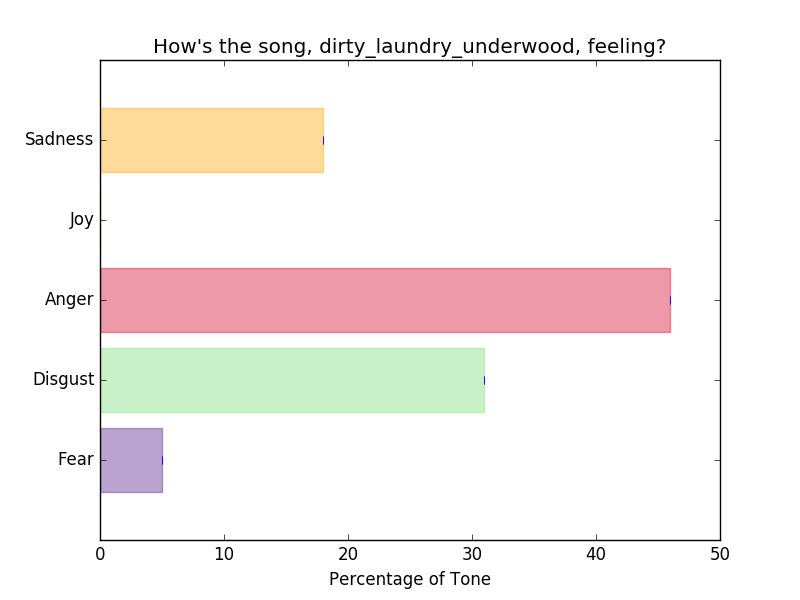 How's the song, dirty_laundry_underwood, feeling?
Sadness
Joy
Anger
Disgust
Fear
0 10 20 30 40 50
Percentage of Tone